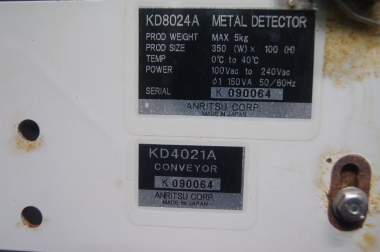 KD8024A METAL DETECTOR
PROD WEIGHT MAX 5kg
PROD SIZE 350 (W) × 100 (H)
TEMP 0℃ to 40℃
POWER 100Vac to 240Vac
φ1 150VA 50/60Hz
SERIAL K 090064
ANRITSU CORP.
MADE IN JAPAN
KD4021A
CONVEYOR
K 090064
ANRITSU CORP.
MADE IN JAPAN